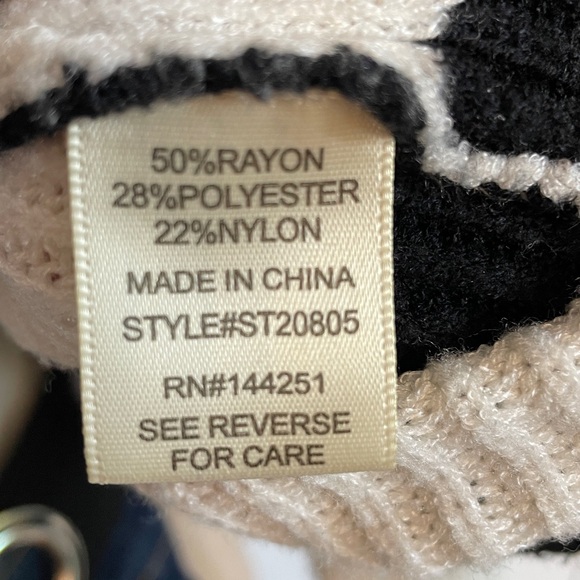 50%RAYON
28%POLYESTER
22%NYLON
MADE IN CHINA
STYLE#ST20805
RN#144251
SEE REVERSE
FOR CARE